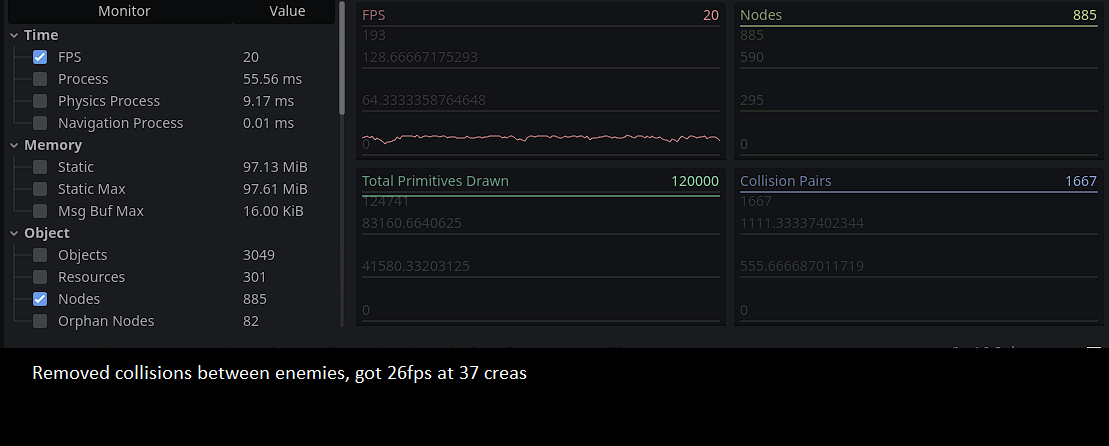 Monitor Value
Time
FPS 20
Process 55.56 ms
Physics Process 9.17 ms
Navigation Process 0.01 ms
Memory
Static 97.13 MiB
Static Max 97.61 MiB
Msg Buf Max 16.00 KiB
Object
Objects 3049
Resources 301
Nodes 885
Orphan Nodes 82
FPS 20
193
128.66667175293
64.3333358764648
0
Nodes 885
885
590
295
0
Total Primitives Drawn 120000
124741
83160.6640625
41580.33203125
0
Collision Pairs 1667
1667
1111.33337402344
555.666687011719
0
Removed collisions between enemies, got 26fps at 37 creas